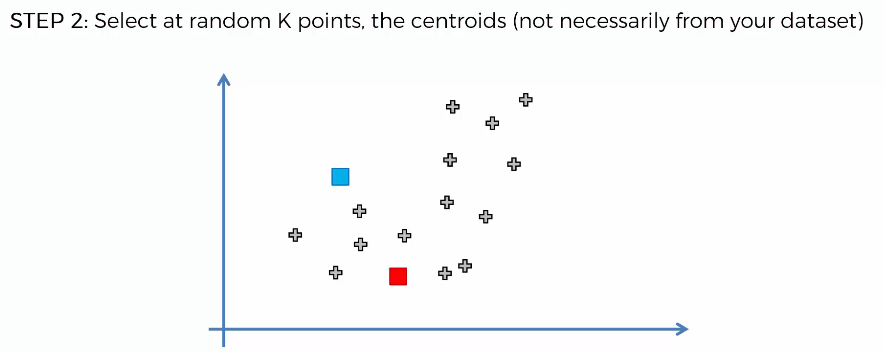 STEP 2: Select at random K points, the centroids (not necessarily from your dataset)